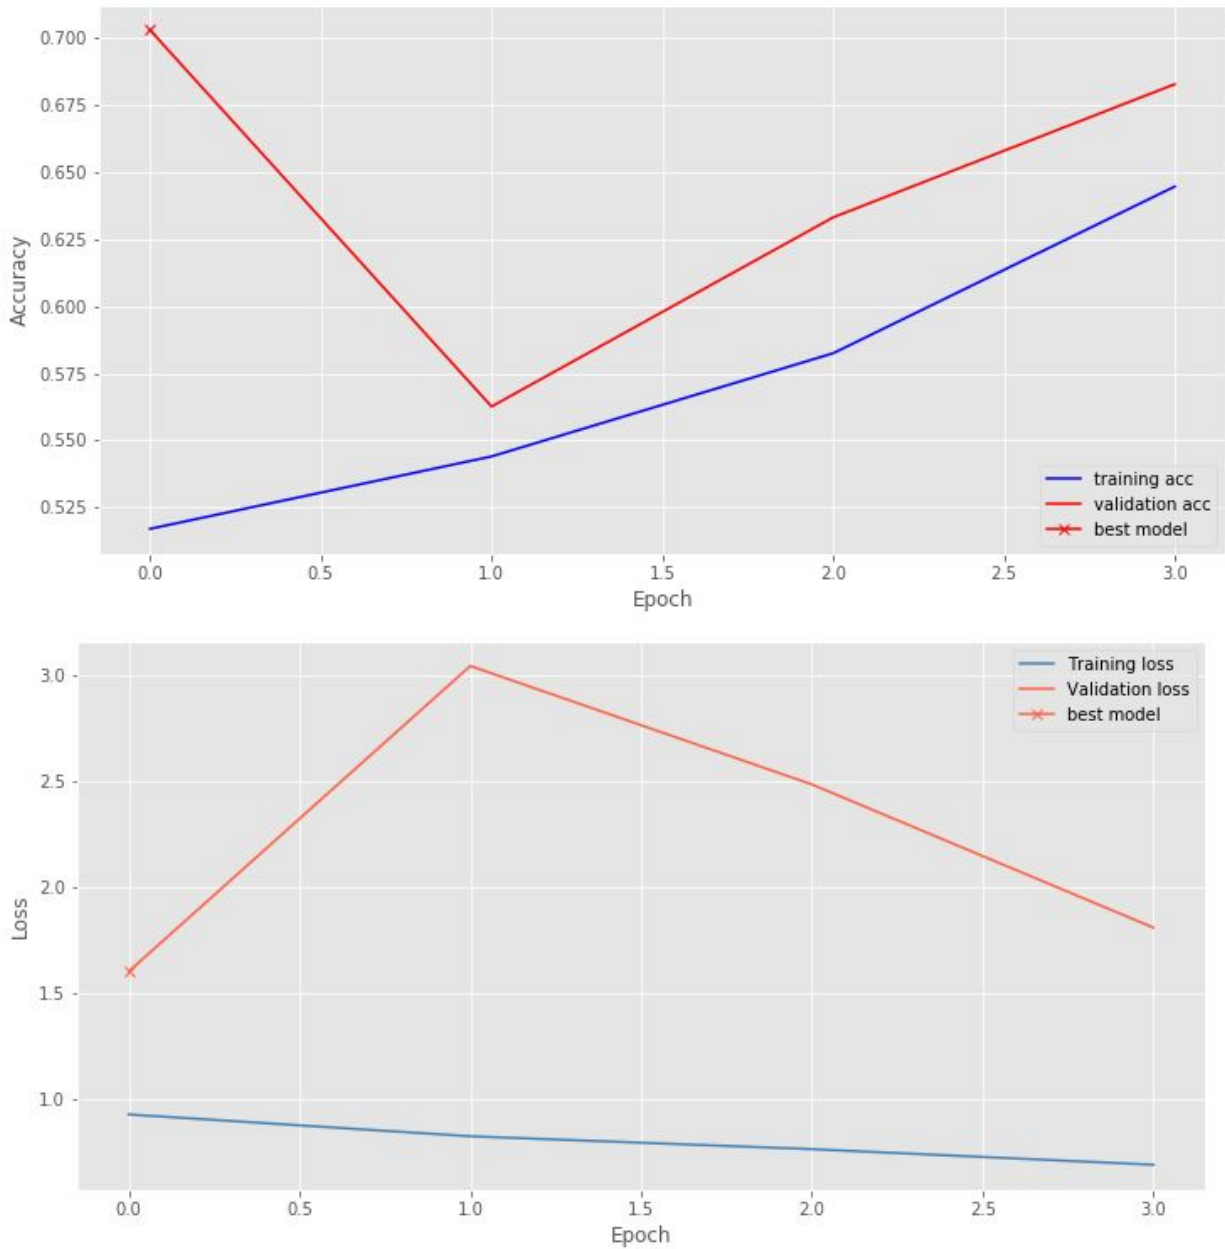 0.700
0.675
0.650
0.625
0.600
0.575
0.550
0.525
Accuracy
training acc
validation acc
best model
0.0 0.5 1.0 1.5 2.0 2.5 3.0
Epoch
3.0
2.5
2.0
1.5
1.0
Loss
Training loss
Validation loss
best model
0.0 0.5 1.0 1.5 2.0 2.5 3.0
Epoch